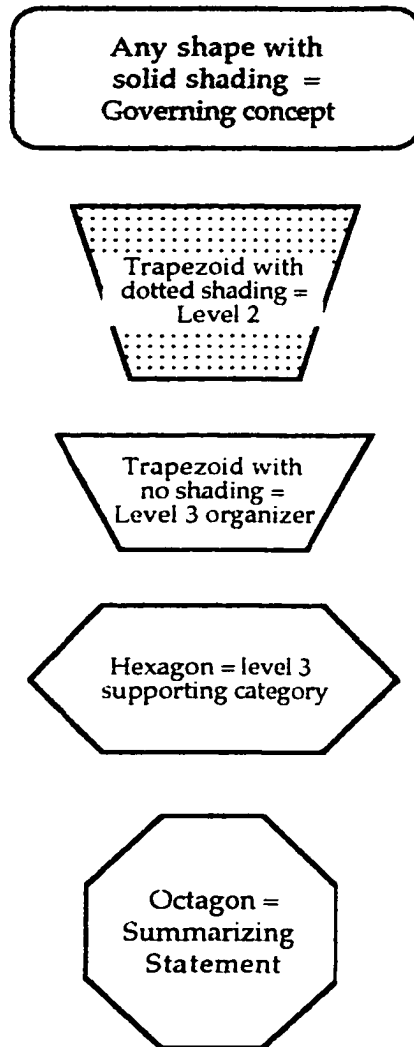 Any shape with
solid shading =
Governing concept
Trapezoid with
dotted shading =
Level 2
Trapezoid with
no shading =
Level 3 organizer
Hexagon = level 3
supporting category
Octagon =
Summarizing
Statement